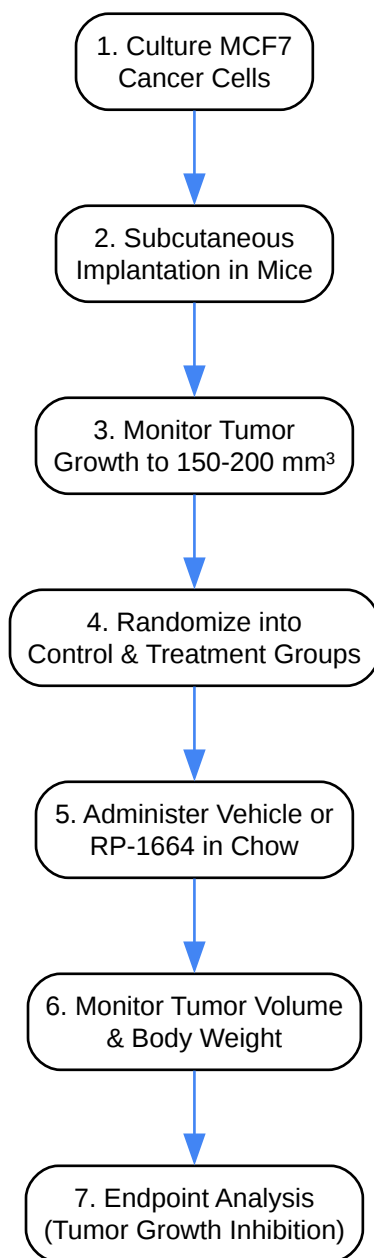 1. Culture MCF7
Cancer Cells
2. Subcutaneous
Implantation in Mice
3. Monitor Tumor
Growth to 150-200 mm³
4. Randomize into
Control & Treatment Groups
5. Administer Vehicle or
RP-1664 in Chow
6. Monitor Tumor Volume
& Body Weight
7. Endpoint Analysis
(Tumor Growth Inhibition)